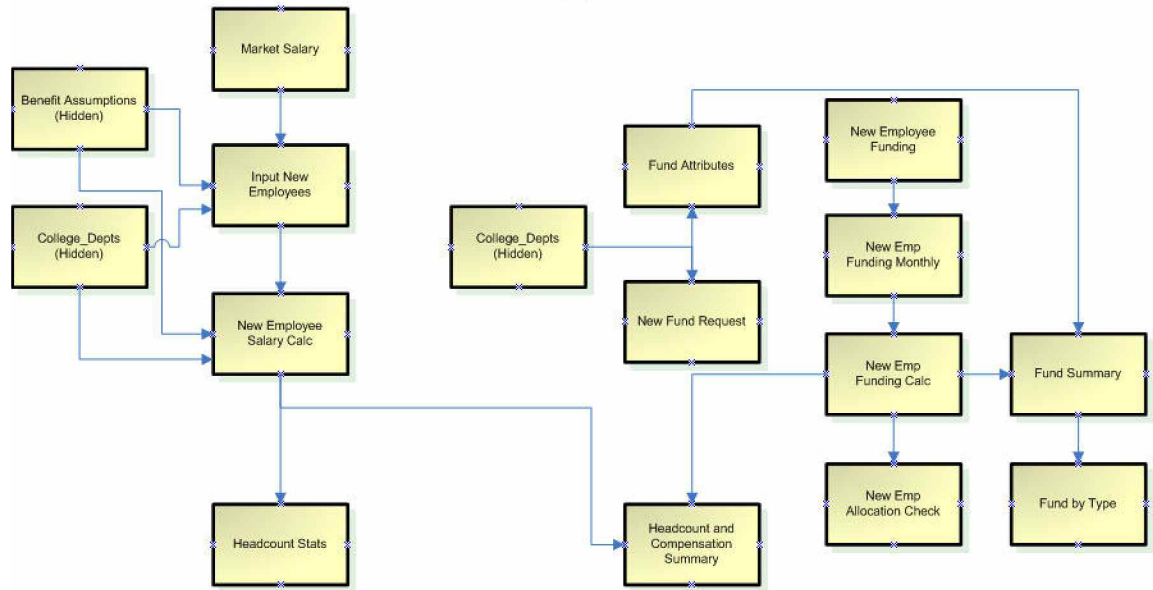 Market Salary
Benefit Assumptions
(Hidden)
Input New
Employees
College_Depts
(Hidden)
New Employee
Salary Calc
Headcount Stats
College_Depts
(Hidden)
Fund Attributes
New Fund Request
Headcount and
Compensation
Summary
New Employee
Funding
New Emp
Funding Monthly
New Emp
Funding Calc
New Emp
Allocation Check
Fund Summary
Fund by Type